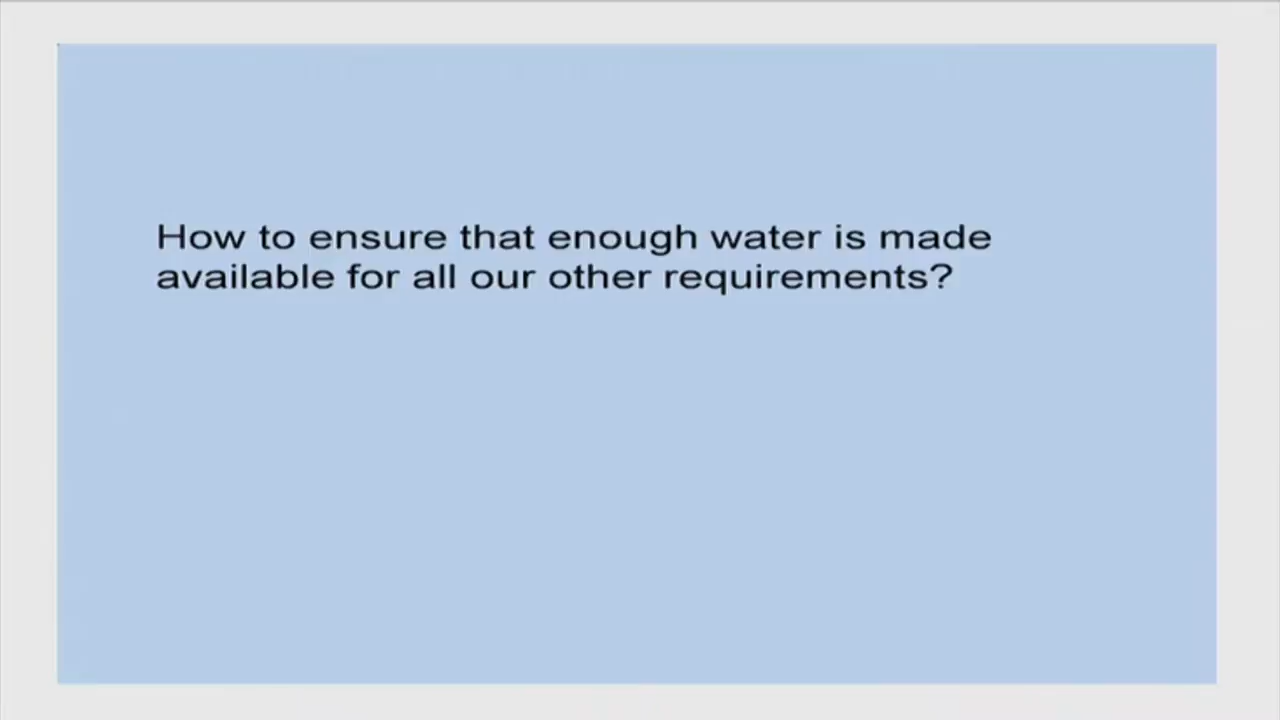 How to ensure that enough water is made
available for all our other requirements?